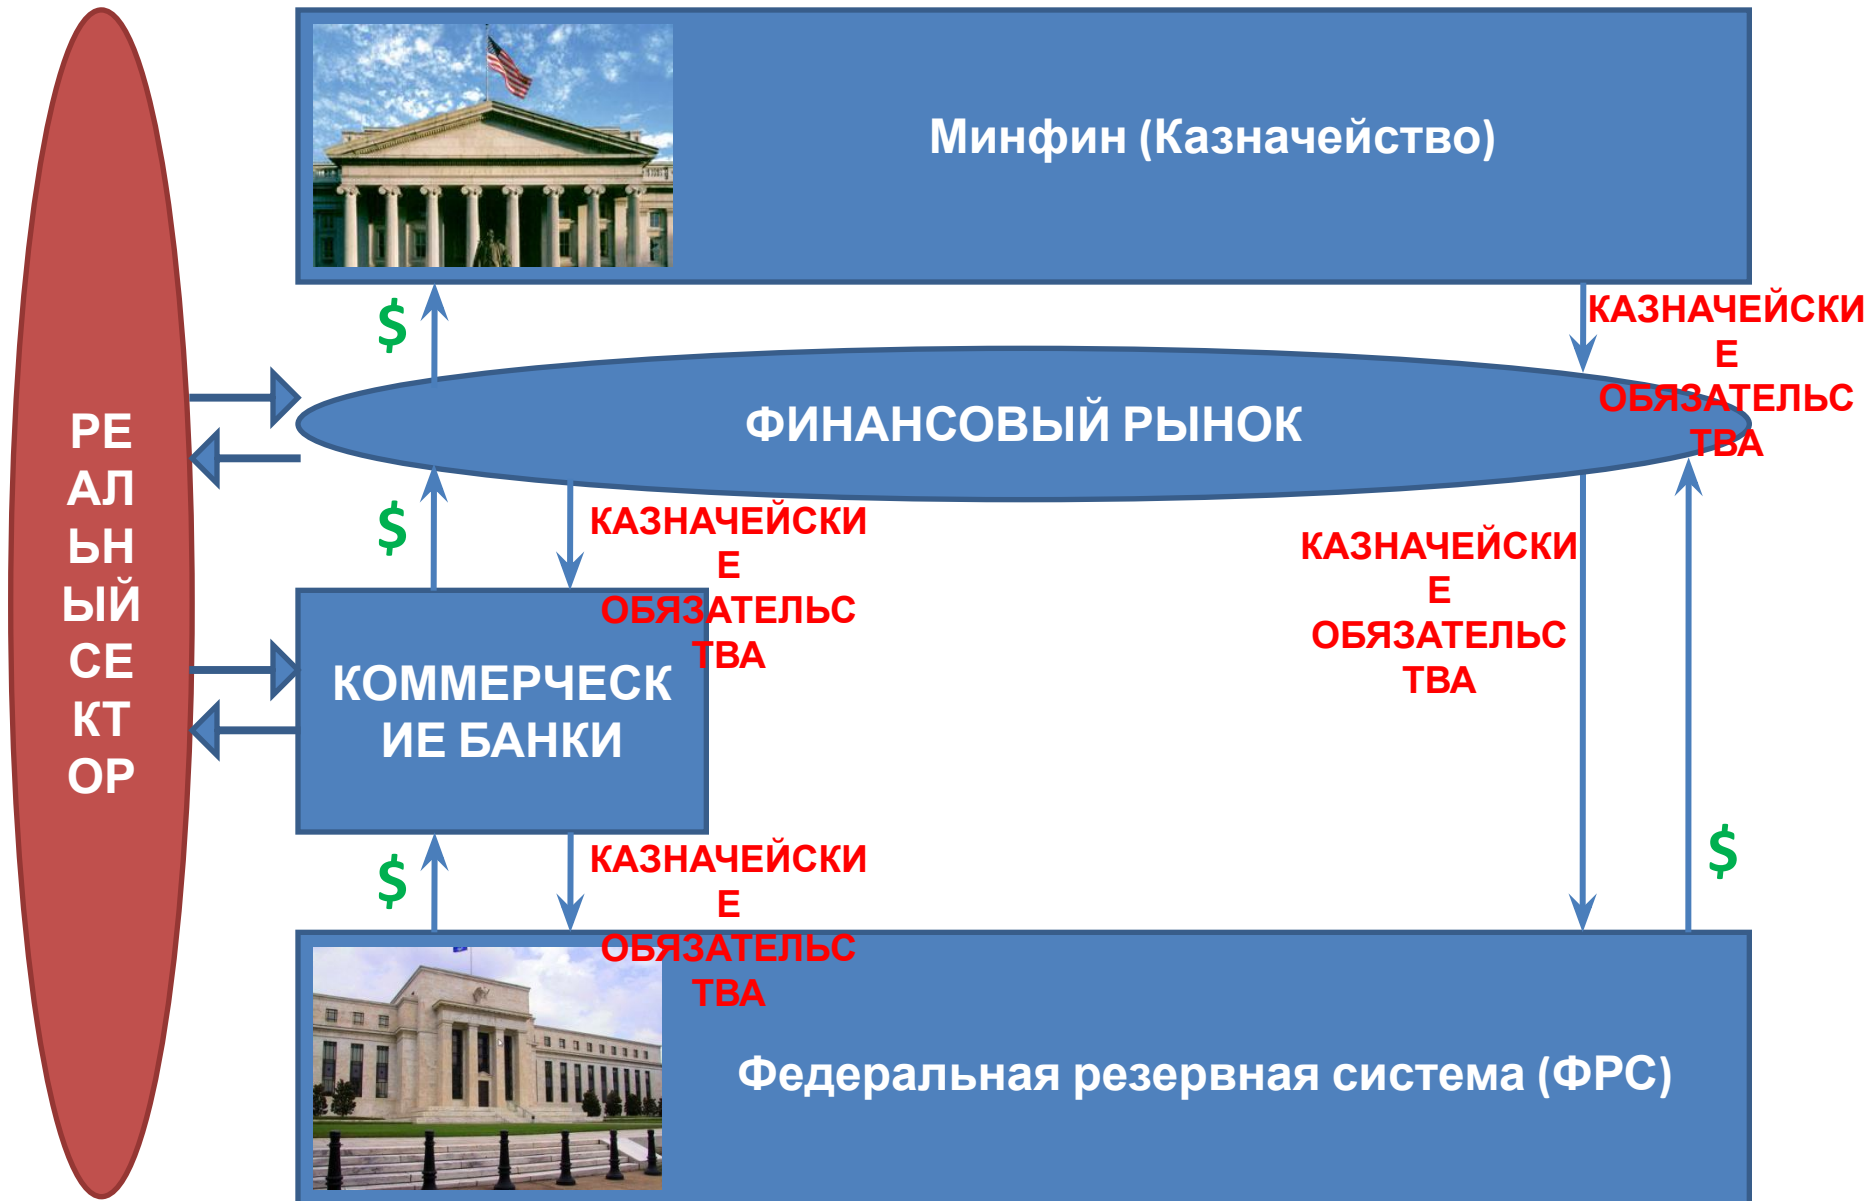 Минфин (Казначейство)
$
КАЗНАЧЕЙСКИ
Е
ОБЯЗАТЕЛЬС
ТВА
ФИНАНСОВЫЙ РЫНОК
РЕ
АЛ
ЬН
ЫЙ
СЕ
КТ
ОР
$
КАЗНАЧЕЙСКИ
Е
ОБЯЗАТЕЛЬС
ТВА
КАЗНАЧЕЙСКИ
Е
ОБЯЗАТЕЛЬС
ТВА
КОММЕРЧЕСК
ИЕ БАНКИ
$
КАЗНАЧЕЙСКИ
Е
ОБЯЗАТЕЛЬС
ТВА
$
Федеральная резервная система (ФРС)